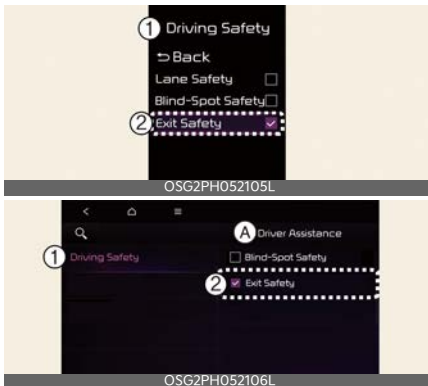 ① Driving Safety
⮌ Back
Lane Safety
Blind-Spot Safety
② Exit Safety
OSG2PH052105L
Ⓐ Driver Assistance
① Driving Safety
Blind-Spot Safety
② Exit Safety
OSG2PH052106L